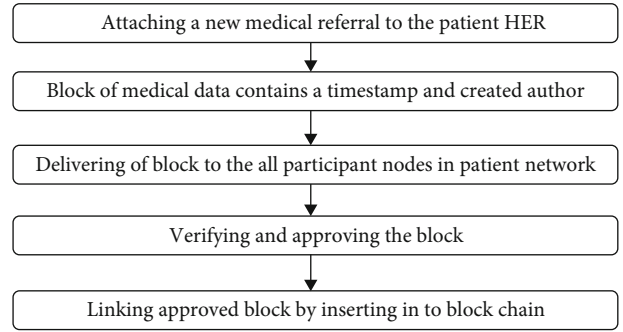 Attaching a new medical referral to the patient HER
Block of medical data contains a timestamp and created author
Delivering of block to the all participant nodes in patient network
Verifying and approving the block
Linking approved block by inserting in to block chain